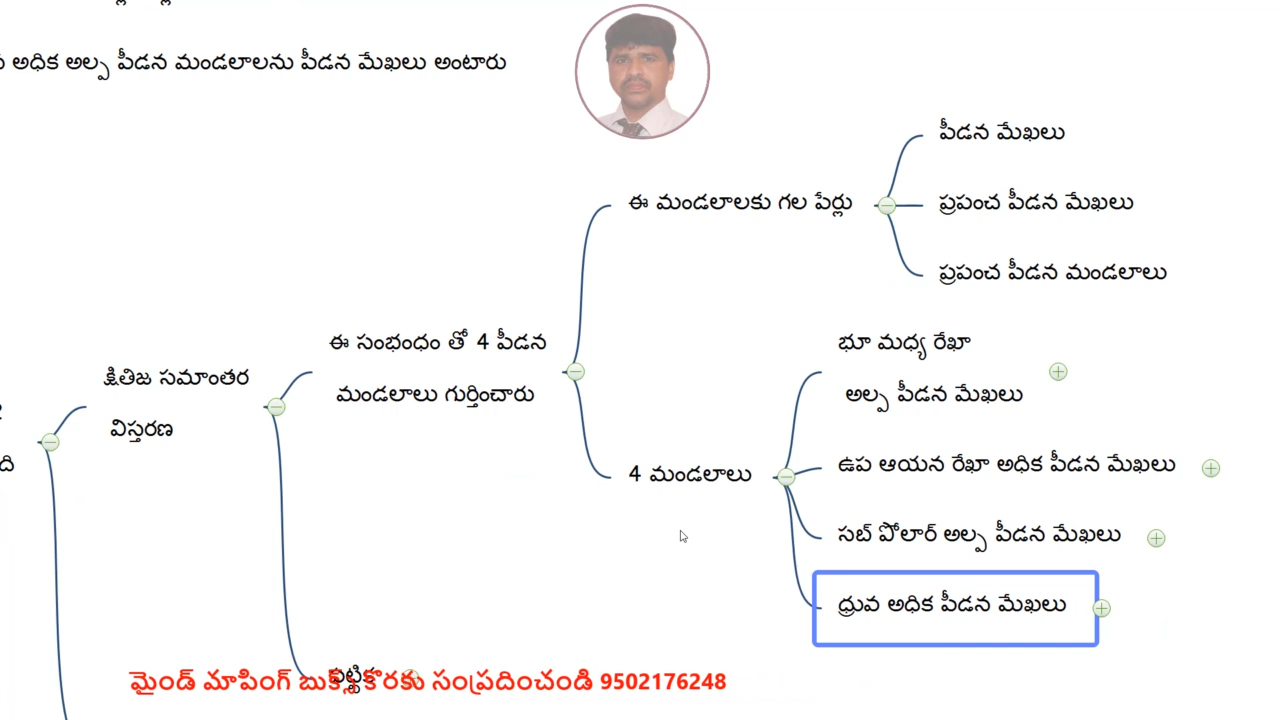 అధిక అల్ప పీడన మండలాలను పీడన మేఖలు అంటారు
పీడన మేఖలు
ఈ మండలాలకు గల పేర్లు
ప్రపంచ పీడన మేఖలు
ప్రపంచ పీడన మండలాలు
ఈ సంభంధం తో 4 పీడన
మండలాలు గుర్తించారు
క్షితిజ సమాంతర
విస్తరణ
4 మండలాలు
భూ మధ్య రేఖా
అల్ప పీడన మేఖలు
ఉప ఆయన రేఖా అధిక పీడన మేఖలు
సబ్ పోలార్ అల్ప పీడన మేఖలు
ధ్రువ అధిక పీడన మేఖలు
మైండ్ మాపింగ్ బుక్స్ కొరకు సంప్రదించండి 9502176248